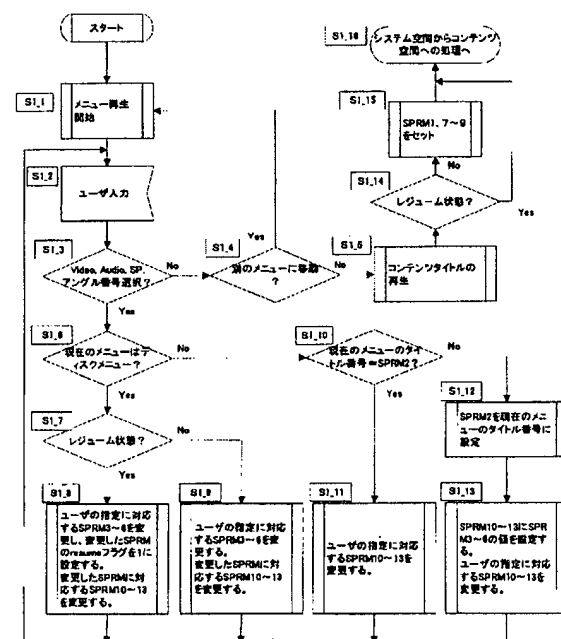 スタート
S1_1
メニュー再生
開始
S1_2
ユーザ入力
S1_3
Video, Audio, SP,
アングル番号選択?
No
Yes
S1_4
別のメニューに移動
?
Yes
No
S1_5
コンテンツタイトルの
再生
S1_14
レジューム状態?
No
Yes
S1_15
SPRM1、7~9
をセット
S1_16
システム空間からコンテンツ
空間への処理へ
S1_6
現在のメニューはデ
ィスクメニュー?
No
Yes
S1_7
レジューム状態?
No
Yes
S1_8
ユーザの指定に対応
するSPRM3~6を変
更し、変更したSPRM
のresumeフラグを1に
設定する。
変更したSPRMに対
応するSPRM10~13
を変更する。
S1_9
ユーザの指定に対応
するSPRM3~6を変
更する。
変更したSPRMに対
応するSPRM10~13
を変更する。
S1_10
現在のメニューのタイ
トル番号=SPRM2?
No
Yes
S1_11
ユーザの指定に対応
するSPRM10~13を
変更する。
S1_12
SPRM2を現在のメニ
ューのタイトル番号に
設定
S1_13
SPRM10~13にSPR
M3~6の値を設定す
る。
ユーザの指定に対応
するSPRM10~13を
変更する。